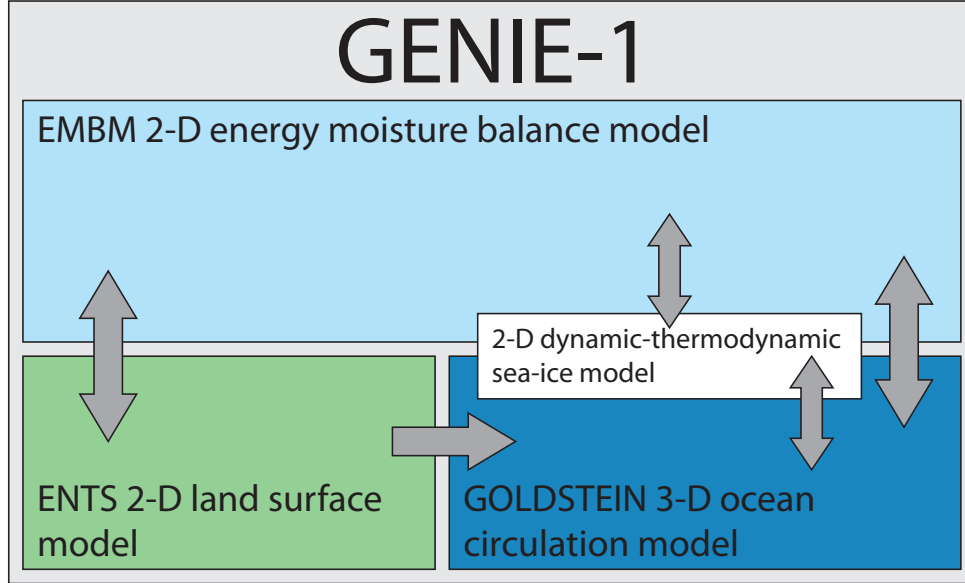 GENIE-1
EMBM 2-D energy moisture balance model
2-D dynamic-thermodynamic
sea-ice model
ENTS 2-D land surface
model
GOLDSTEIN 3-D ocean
circulation model